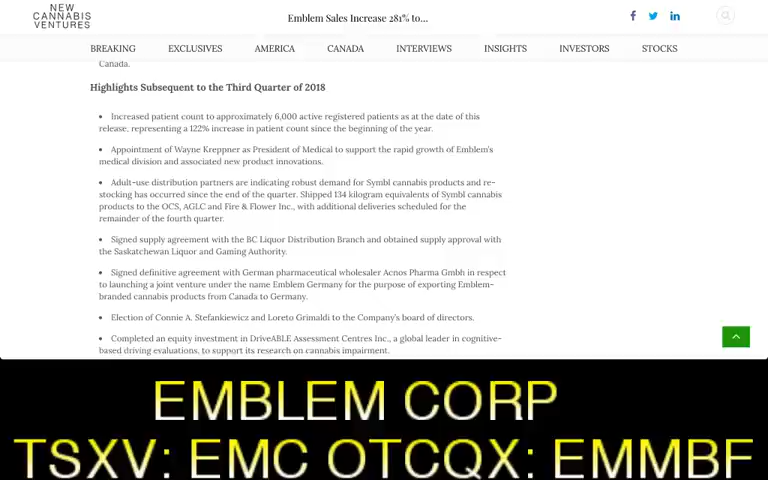 NEW
CANNABIS
VENTURES
Emblem Sales Increase 281% to...
BREAKING EXCLUSIVES AMERICA CANADA INTERVIEWS INSIGHTS INVESTORS STOCKS
Canada.
Highlights Subsequent to the Third Quarter of 2018
• Increased patient count to approximately 6,000 active registered patients as at the date of this
release, representing a 122% increase in patient count since the beginning of the year.
• Appointment of Wayne Kreppner as President of Medical to support the rapid growth of Emblem's
medical division and associated new product innovations.
• Adult-use distribution partners are indicating robust demand for Symbl cannabis products and re-
stocking has occurred since the end of the quarter. Shipped 134 kilogram equivalents of Symbl cannabis
products to the OCS, AGLC and Fire & Flower Inc., with additional deliveries scheduled for the
remainder of the fourth quarter.
• Signed supply agreement with the BC Liquor Distribution Branch and obtained supply approval with
the Saskatchewan Liquor and Gaming Authority.
• Signed definitive agreement with German pharmaceutical wholesaler Acnos Pharma Gmbh in respect
to launching a joint venture under the name Emblem Germany for the purpose of exporting Emblem-
branded cannabis products from Canada to Germany.
• Election of Connie A. Stefankiewicz and Loreto Grimaldi to the Company's board of directors.
• Completed an equity investment in DriveABLE Assessment Centres Inc., a global leader in cognitive-
based driving evaluations, to support its research on cannabis impairment.
EMBLEM CORP
TSXV: EMC OTCQX: EMMBF